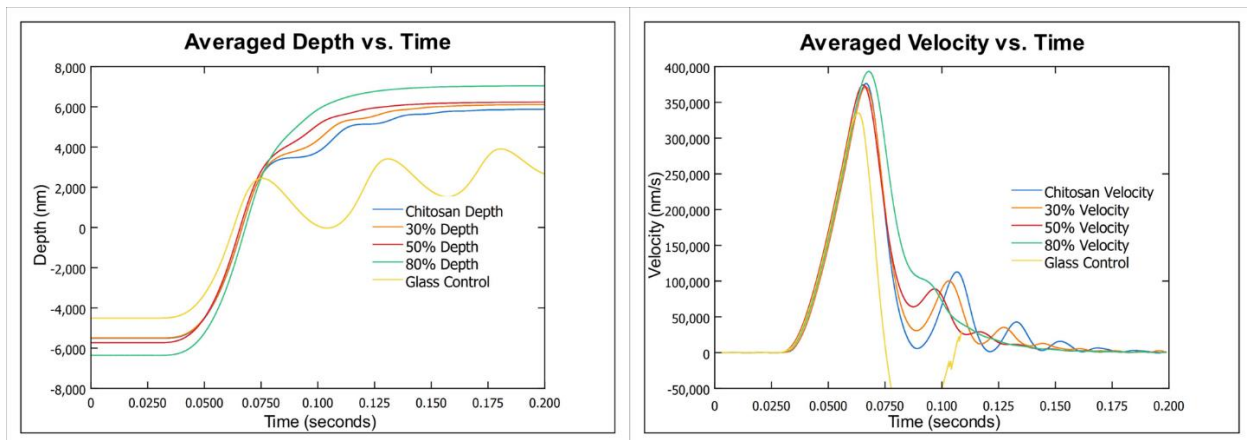 Averaged Depth vs. Time
8,000
6,000
4,000
2,000
0
-2,000
-4,000
-6,000
-8,000
Depth (nm)
Chitosan Depth
30% Depth
50% Depth
80% Depth
Glass Control
0
0.0250
0.0500
0.075
0.100
0.125
0.150
0.175
0.200
Time (seconds)
Averaged Velocity vs. Time
400,000
350,000
300,000
250,000
200,000
150,000
100,000
50,000
0
-50,000
Velocity (nm/s)
Chitosan Velocity
30% Velocity
50% Velocity
80% Velocity
Glass Control
0
0.0250
0.0500
0.0750
0.100
0.125
0.150
0.175
0.200
Time (seconds)